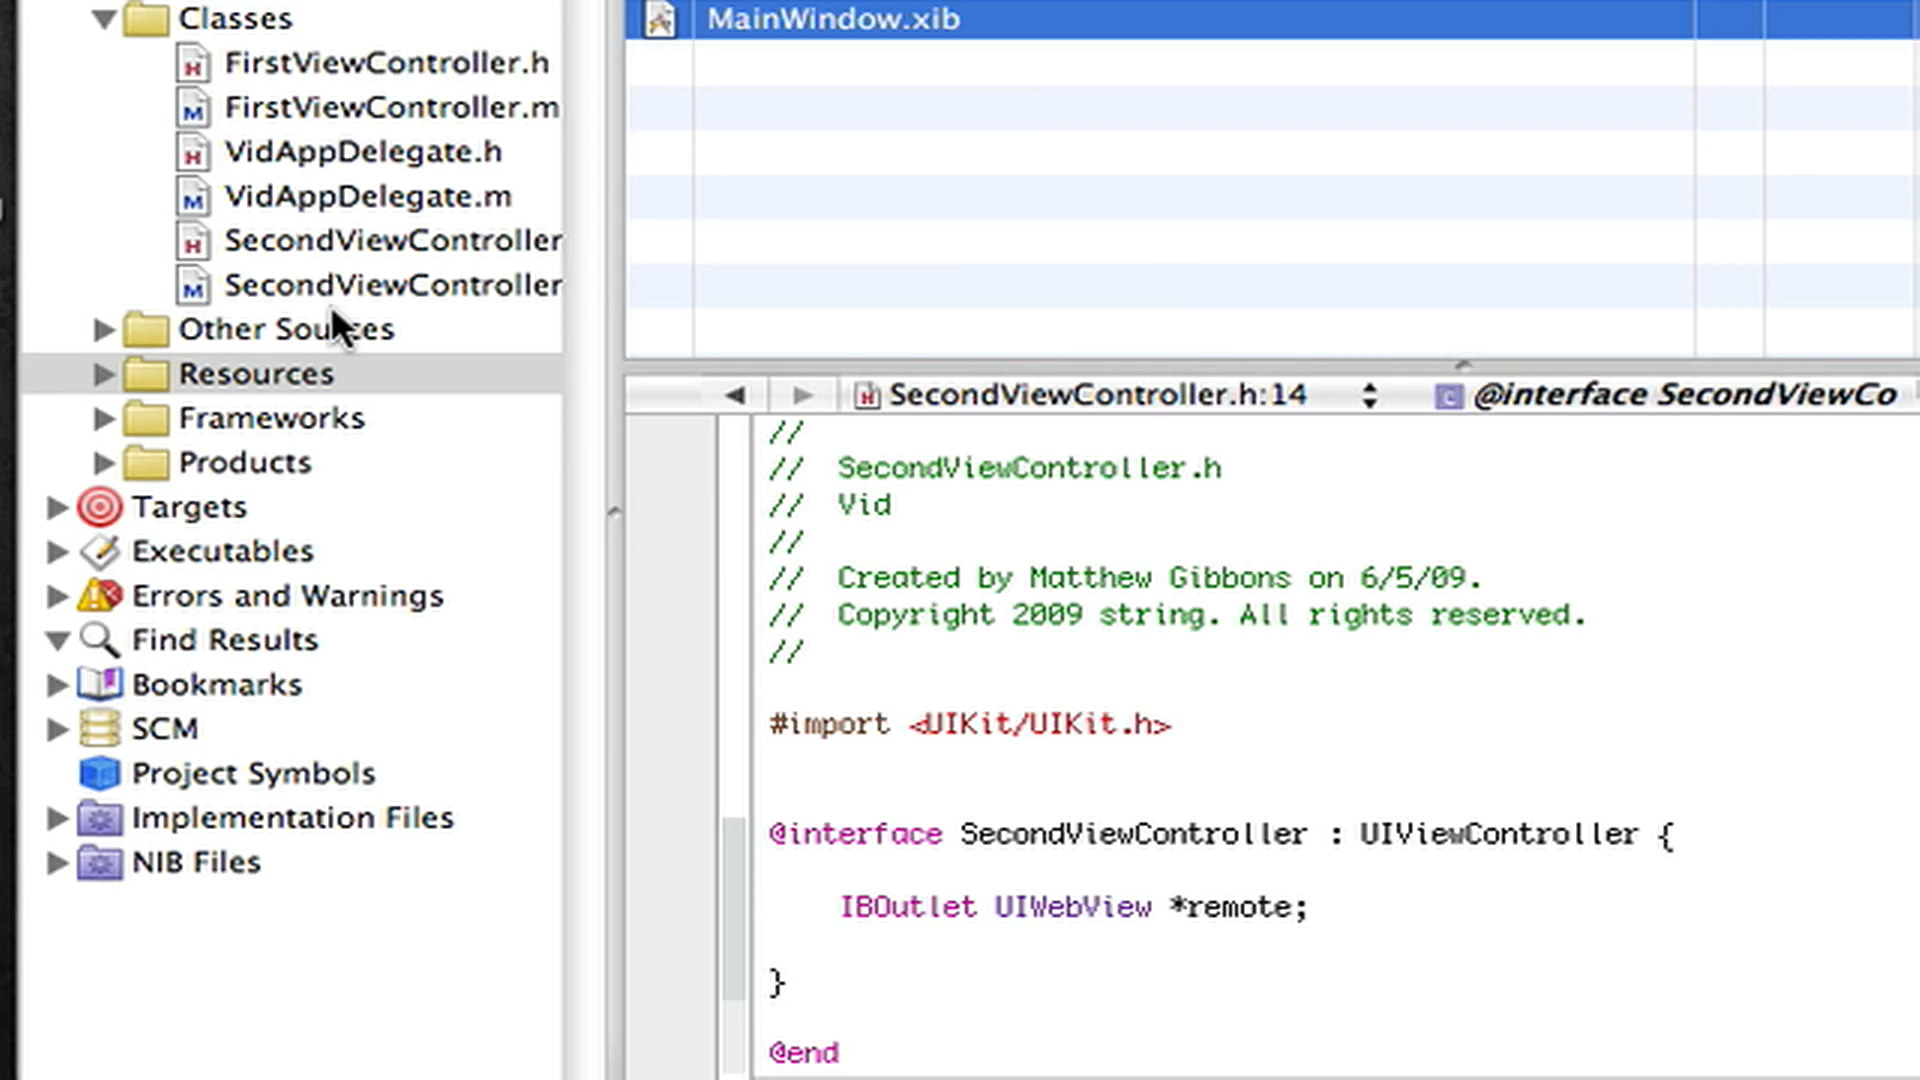 Classes
FirstViewController.h
FirstViewController.m
VidAppDelegate.h
VidAppDelegate.m
SecondViewController
SecondViewController
Other Sources
Resources
Frameworks
Products
Targets
Executables
Errors and Warnings
Find Results
Bookmarks
SCM
Project Symbols
Implementation Files
NIB Files
MainWindow.xib
SecondViewController.h:14
@interface SecondViewCo
//
//  SecondViewController.h
//  Vid
//
//  Created by Matthew Gibbons on 6/5/09.
//  Copyright 2009 string. All rights reserved.
//
#import <UIKit/UIKit.h>
@interface SecondViewController : UIViewController {
IBOutlet UIWebView *remote;
}
@end